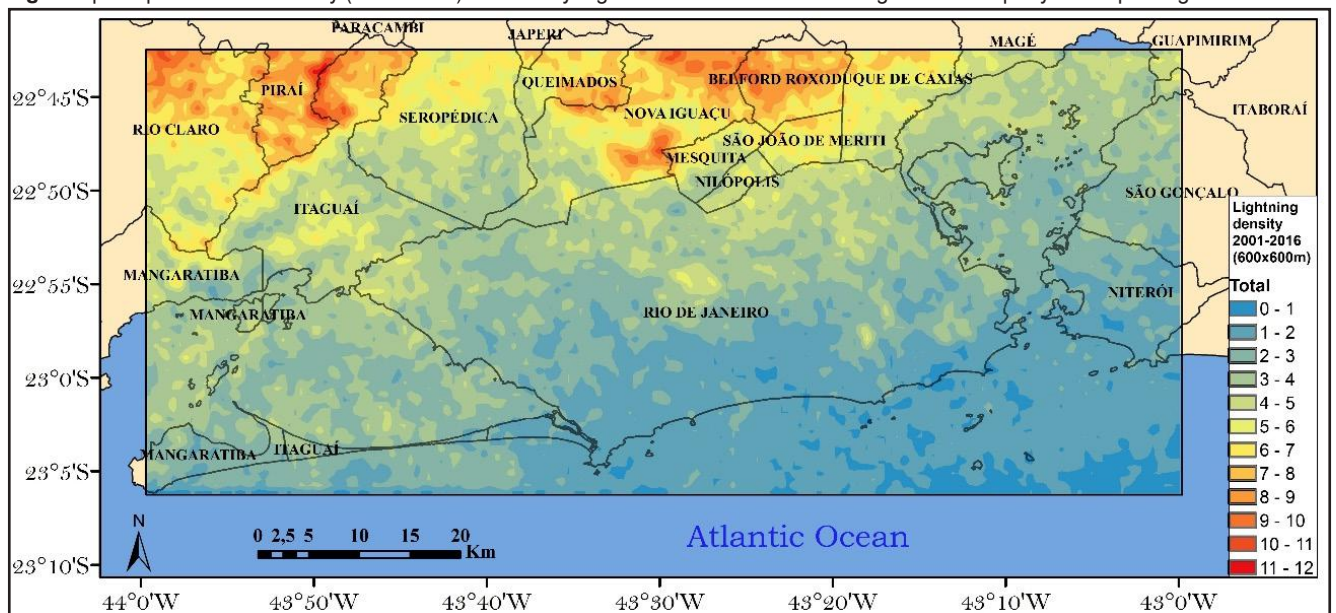 PARACAMBI
JAPERI
MAGÉ
GUAPIMIRIM
QUEIMADOS
BELFORD ROXODUQUE DE CAXIAS
PIRAÍ
22°45'S
NOVA IGUAÇU
ITABORAÍ
SEROPÉDICA
RIO CLARO
SÃO JOÃO DE MERITI
MESQUITA
NILÓPOLIS
22°50'S
SÃO GONÇALO
ITAGUAÍ
Lightning
density
2001-2016
(600x600m)
MANGARATIBA
22°55'S
Total
NITERÓI
MANGARATIBA
RIO DE JANEIRO
0 - 1
1 - 2
2 - 3
3 - 4
4 - 5
5 - 6
6 - 7
7 - 8
8 - 9
9 - 10
10 - 11
11 - 12
23°0'S
ITAGUAÍ
MANGARATIBA
23°5'S
N
0 2,5 5 10 15 20
Km
Atlantic Ocean
23°10'S
44°0'W 43°50'W 43°40'W 43°30'W 43°20'W 43°10'W 43°0'W